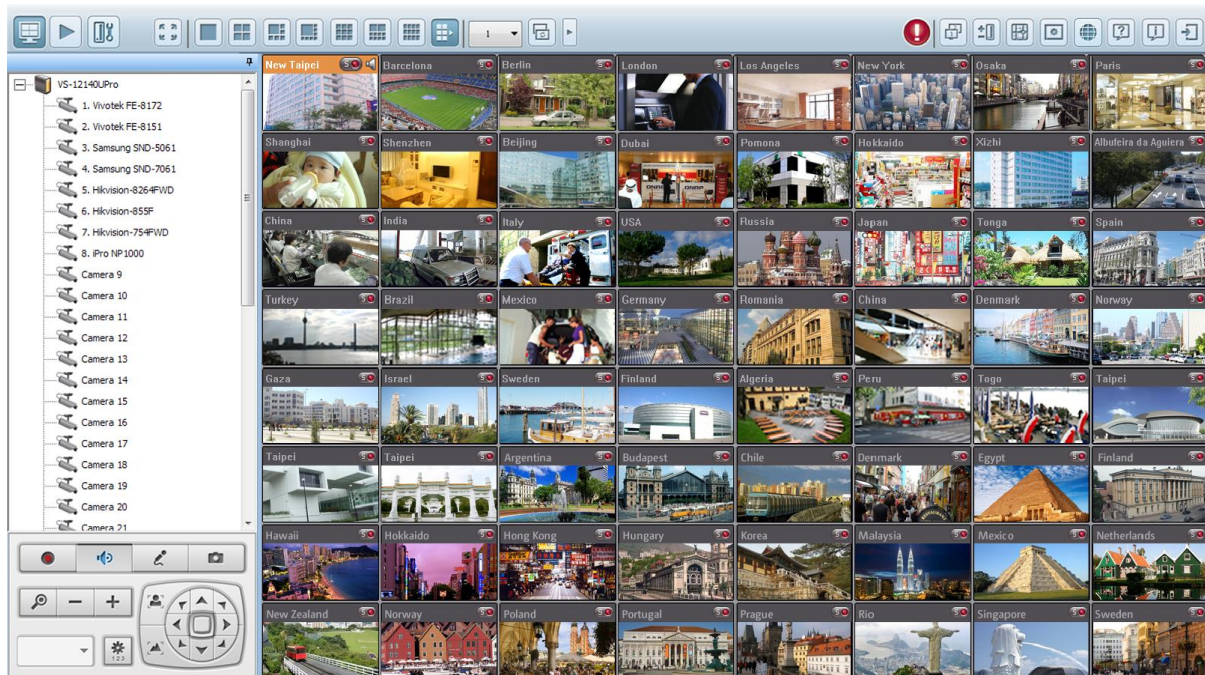 1
VS-12140UPro
1. Vivotek FE-8172
2. Vivotek FE-8151
3. Samsung SND-5061
4. Samsung SND-7061
5. Hikvision-8264FWD
6. Hikvision-855F
7. Hikvision-754FWD
8. iPro NP1000
Camera 9
Camera 10
Camera 11
Camera 12
Camera 13
Camera 14
Camera 15
Camera 16
Camera 17
Camera 18
Camera 19
Camera 20
Camera 21
123
New Taipei Barcelona Berlin London Los Angeles New York Osaka Paris
Shanghai Shenzhen Beijing Dubai Pomona Hokkaido Xizhi Albufeira da Aguiera
China India Italy USA Russia Japan Tonga Spain
Turkey Brazil Mexico Germany Romania China Denmark Norway
Gaza Israel Sweden Finland Algeria Peru Togo Taipei
Taipei Taipei Argentina Budapest Chile Denmark Egypt Finland
Hawaii Hokkaido Hong Kong Hungary Korea Malaysia Mexico Netherlands
New Zealand Norway Poland Portugal Prague Rio Singapore Sweden